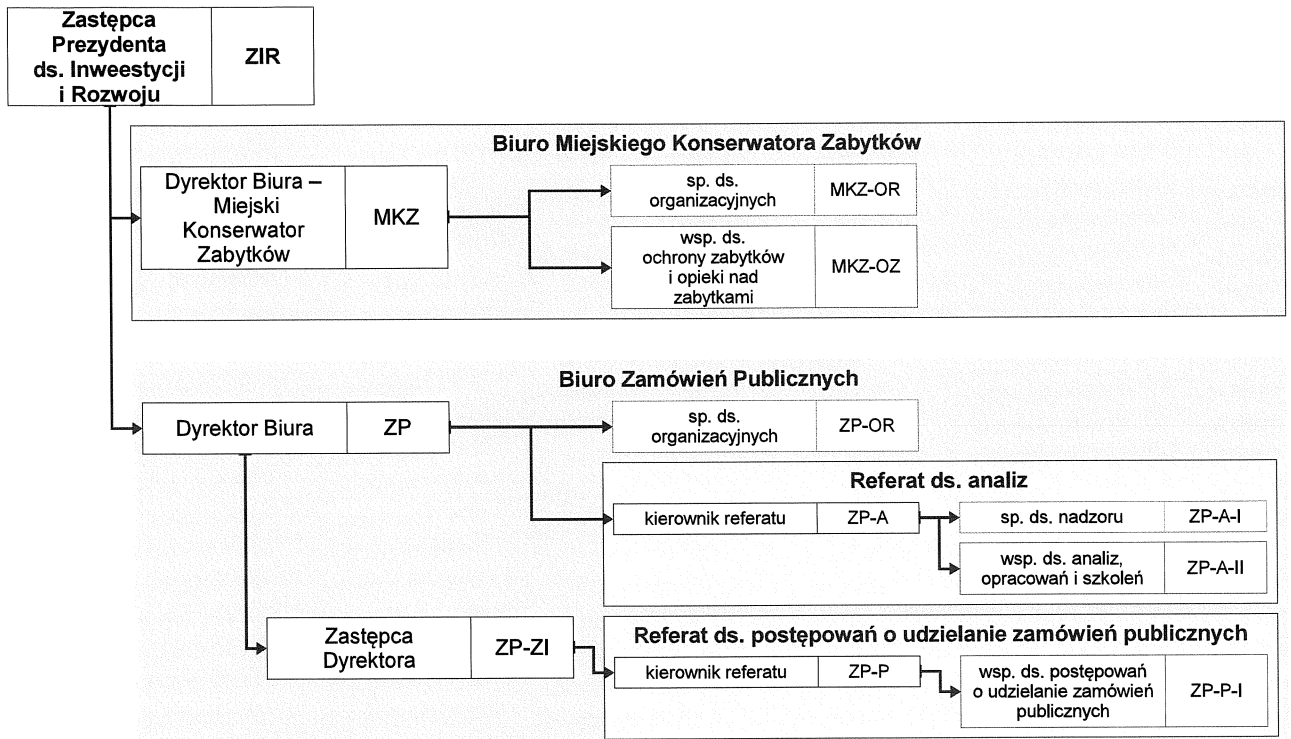 Zastępca
Prezydenta
ds. Inweestycji
i Rozwoju
ZIR
Biuro Miejskiego Konserwatora Zabytków
Dyrektor Biura –
Miejski
Konserwator
Zabytków
MKZ
sp. ds.
organizacyjnych
MKZ-OR
wsp. ds.
ochrony zabytków
i opieki nad
zabytkami
MKZ-OZ
Biuro Zamówień Publicznych
Dyrektor Biura
ZP
sp. ds.
organizacyjnych
ZP-OR
Referat ds. analiz
kierownik referatu
ZP-A
sp. ds. nadzoru
ZP-A-I
wsp. ds. analiz,
opracowań i szkoleń
ZP-A-II
Zastępca
Dyrektora
ZP-ZI
Referat ds. postępowań o udzielanie zamówień publicznych
kierownik referatu
ZP-P
wsp. ds. postępowań
o udzielanie zamówień
publicznych
ZP-P-I